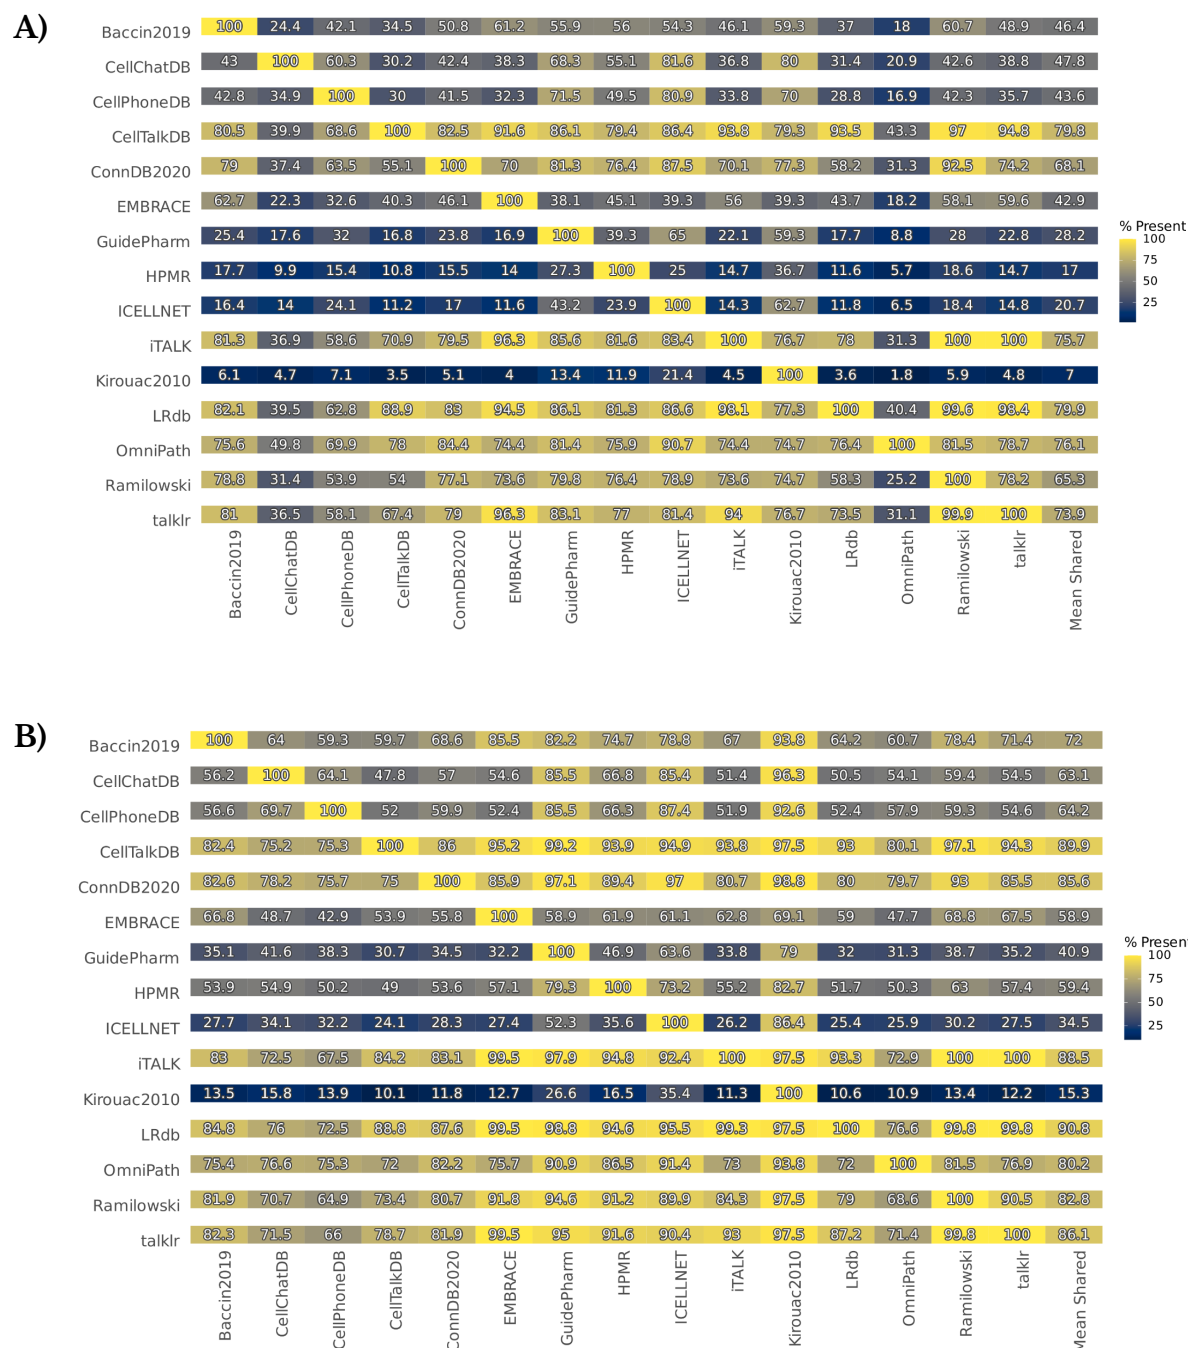 A)
Baccin2019 100 24.4 42.1 34.5 50.8 61.2 55.9 56 54.3 46.1 59.3 37 18 60.7 48.9 46.4
CellChatDB 43 100 60.3 30.2 42.4 38.3 68.3 55.1 81.6 36.8 80 31.4 20.9 42.6 38.8 47.8
CellPhoneDB 42.8 34.9 100 30 41.5 32.3 71.5 49.5 80.9 33.8 70 28.8 16.9 42.3 35.7 43.6
CellTalkDB 80.5 39.9 68.6 100 82.5 91.6 86.1 79.4 86.4 93.8 79.3 93.5 43.3 97 94.8 79.8
ConnDB2020 79 37.4 63.5 55.1 100 70 81.3 76.4 87.5 70.1 77.3 58.2 31.3 92.5 74.2 68.1
EMBRACE 62.7 22.3 32.6 40.3 46.1 100 38.1 45.1 39.3 56 39.3 43.7 18.2 58.1 59.6 42.9
GuidePharm 25.4 17.6 32 16.8 23.8 16.9 100 39.3 65 22.1 59.3 17.7 8.8 28 22.8 28.2
HPMR 17.7 9.9 15.4 10.8 15.5 14 27.3 100 25 14.7 36.7 11.6 5.7 18.6 14.7 17
ICELLNET 16.4 14 24.1 11.2 17 11.6 43.2 23.9 100 14.3 62.7 11.8 6.5 18.4 14.8 20.7
iTALK 81.3 36.9 58.6 70.9 79.5 96.3 85.6 81.6 83.4 100 76.7 78 31.3 100 100 75.7
Kirouac2010 6.1 4.7 7.1 3.5 5.1 4 13.4 11.9 21.4 4.5 100 3.6 1.8 5.9 4.8 7
LRdb 82.1 39.5 62.8 88.9 83 94.5 86.1 81.3 86.6 98.1 77.3 100 40.4 99.6 98.4 79.9
OmniPath 75.6 49.8 69.9 78 84.4 74.4 81.4 75.9 90.7 74.4 74.7 76.4 100 81.5 78.7 76.1
Ramilowski 78.8 31.4 53.9 54 77.1 73.6 79.8 76.4 78.9 73.6 74.7 58.3 25.2 100 78.2 65.3
talklr 81 36.5 58.1 67.4 79 96.3 83.1 77 81.4 94 76.7 73.5 31.1 99.9 100 73.9
Baccin2019 CellChatDB CellPhoneDB CellTalkDB ConnDB2020 EMBRACE GuidePharm HPMR ICELLNET iTALK Kirouac2010 LRdb OmniPath Ramilowski talklr Mean Shared
% Present
100
75
50
25
B)
Baccin2019 100 64 59.3 59.7 68.6 85.5 82.2 74.7 78.8 67 93.8 64.2 60.7 78.4 71.4 72
CellChatDB 56.2 100 64.1 47.8 57 54.6 85.5 66.8 85.4 51.4 96.3 50.5 54.1 59.4 54.5 63.1
CellPhoneDB 56.6 69.7 100 52 59.9 52.4 85.5 66.3 87.4 51.9 92.6 52.4 57.9 59.3 54.6 64.2
CellTalkDB 82.4 75.2 75.3 100 86 95.2 99.2 93.9 94.9 93.8 97.5 93 80.1 97.1 94.3 89.9
ConnDB2020 82.6 78.2 75.7 75 100 85.9 97.1 89.4 97 80.7 98.8 80 79.7 93 85.5 85.6
EMBRACE 66.8 48.7 42.9 53.9 55.8 100 58.9 61.9 61.1 62.8 69.1 59 47.7 68.8 67.5 58.9
GuidePharm 35.1 41.6 38.3 30.7 34.5 32.2 100 46.9 63.6 33.8 79 32 31.3 38.7 35.2 40.9
HPMR 53.9 54.9 50.2 49 53.6 57.1 79.3 100 73.2 55.2 82.7 51.7 50.3 63 57.4 59.4
ICELLNET 27.7 34.1 32.2 24.1 28.3 27.4 52.3 35.6 100 26.2 86.4 25.4 25.9 30.2 27.5 34.5
iTALK 83 72.5 67.5 84.2 83.1 99.5 97.9 94.8 92.4 100 97.5 93.3 72.9 100 100 88.5
Kirouac2010 13.5 15.8 13.9 10.1 11.8 12.7 26.6 16.5 35.4 11.3 100 10.6 10.9 13.4 12.2 15.3
LRdb 84.8 76 72.5 88.8 87.6 99.5 98.8 94.6 95.5 99.3 97.5 100 76.6 99.8 99.8 90.8
OmniPath 75.4 76.6 75.3 72 82.2 75.7 90.9 86.5 91.4 73 93.8 72 100 81.5 76.9 80.2
Ramilowski 81.9 70.7 64.9 73.4 80.7 91.8 94.6 91.2 89.9 84.3 97.5 79 68.6 100 90.5 82.8
talklr 82.3 71.5 66 78.7 81.9 99.5 95 91.6 90.4 93 97.5 87.2 71.4 99.8 100 86.1
Baccin2019 CellChatDB CellPhoneDB CellTalkDB ConnDB2020 EMBRACE GuidePharm HPMR ICELLNET iTALK Kirouac2010 LRdb OmniPath Ramilowski talklr Mean Shared
% Present
100
75
50
25